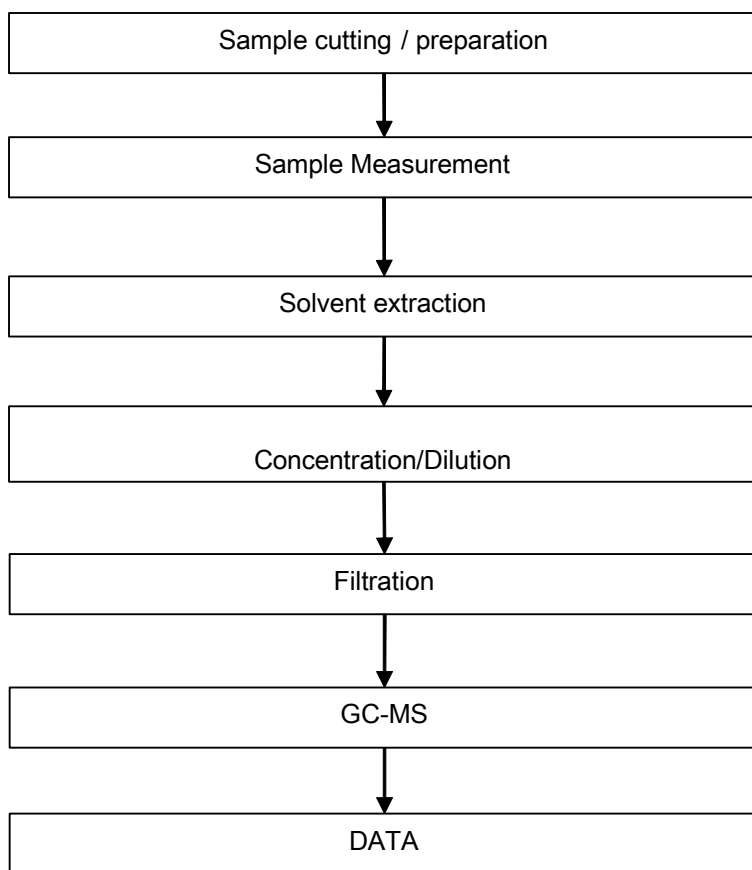 Sample cutting / preparation
Sample Measurement
Solvent extraction
Concentration/Dilution
Filtration
GC-MS
DATA